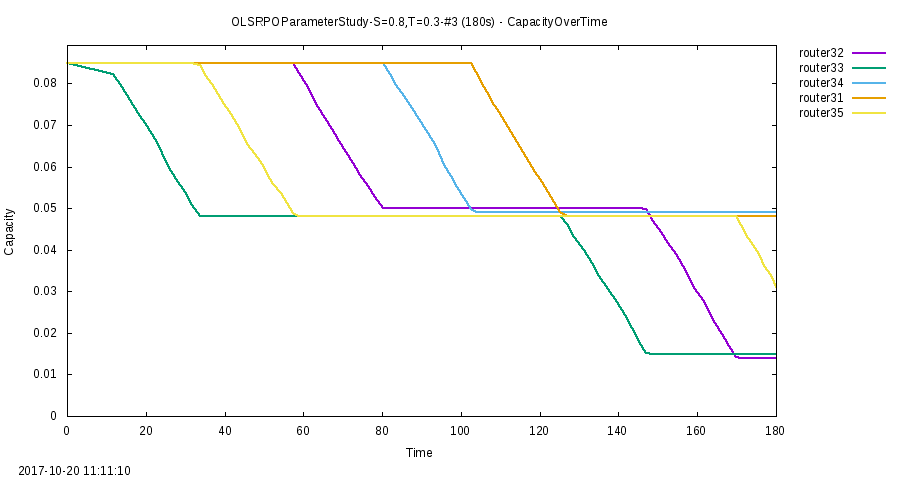 OLSRPOParameterStudy-S=0.8,T=0.3-#3 (180s) - CapacityOverTime
router32
router33
router34
router31
router35
0.08
0.07
0.06
0.05
0.04
0.03
0.02
0.01
0
Capacity
0 20 40 60 80 100 120 140 160 180
Time
2017-10-20 11:11:10